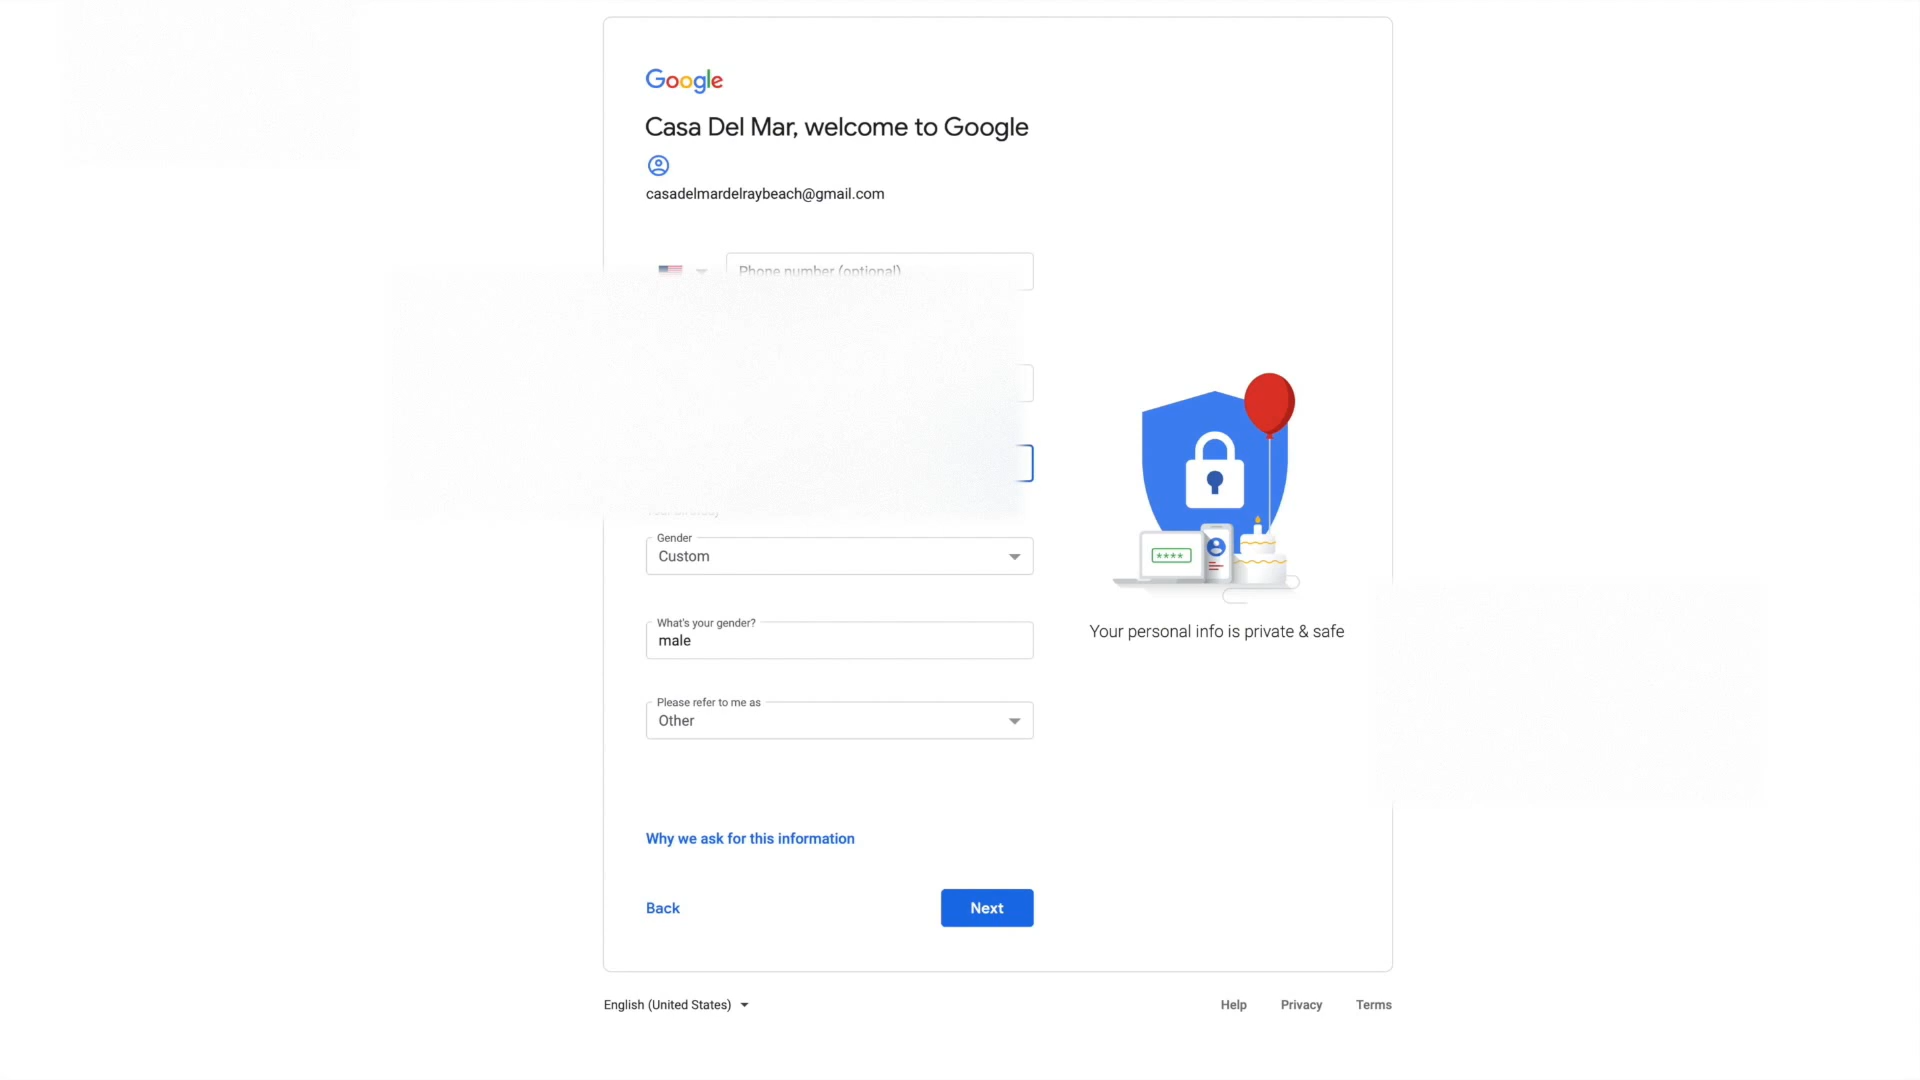 Google
Casa Del Mar, welcome to Google
casadelmardelraybeach@gmail.com
Phone number (optional)
Gender
Custom
What's your gender?
male
Please refer to me as
Other
****
Your personal info is private & safe
Why we ask for this information
Back
Next
English (United States)
Help
Privacy
Terms